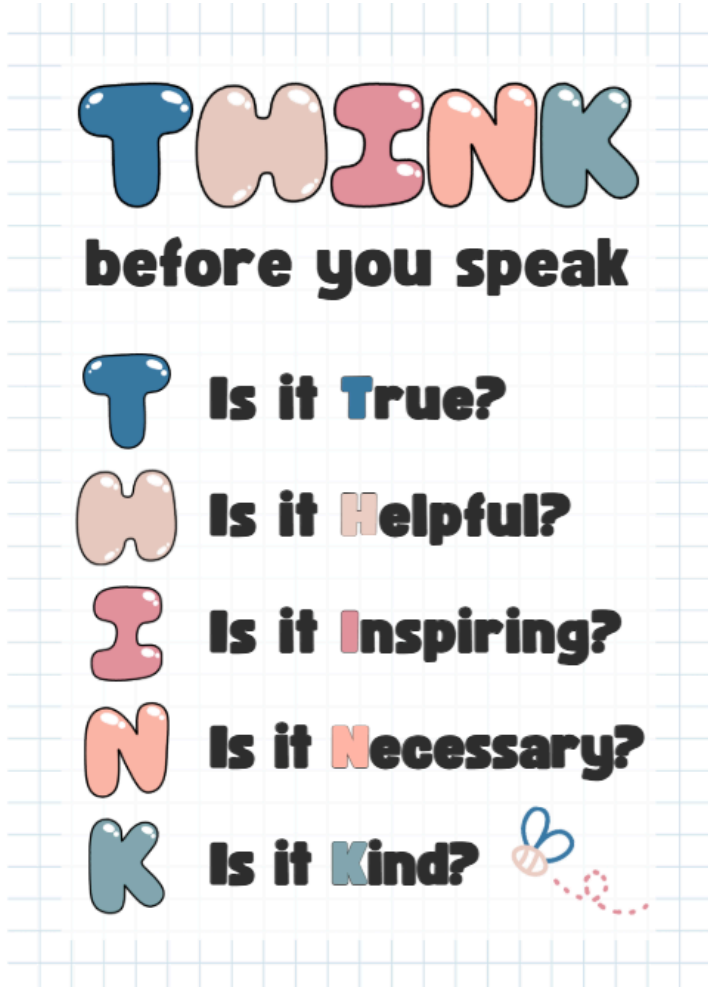 THINK
before you speak
T Is it True?
H Is it Helpful?
I Is it Inspiring?
N Is it Necessary?
K Is it Kind?